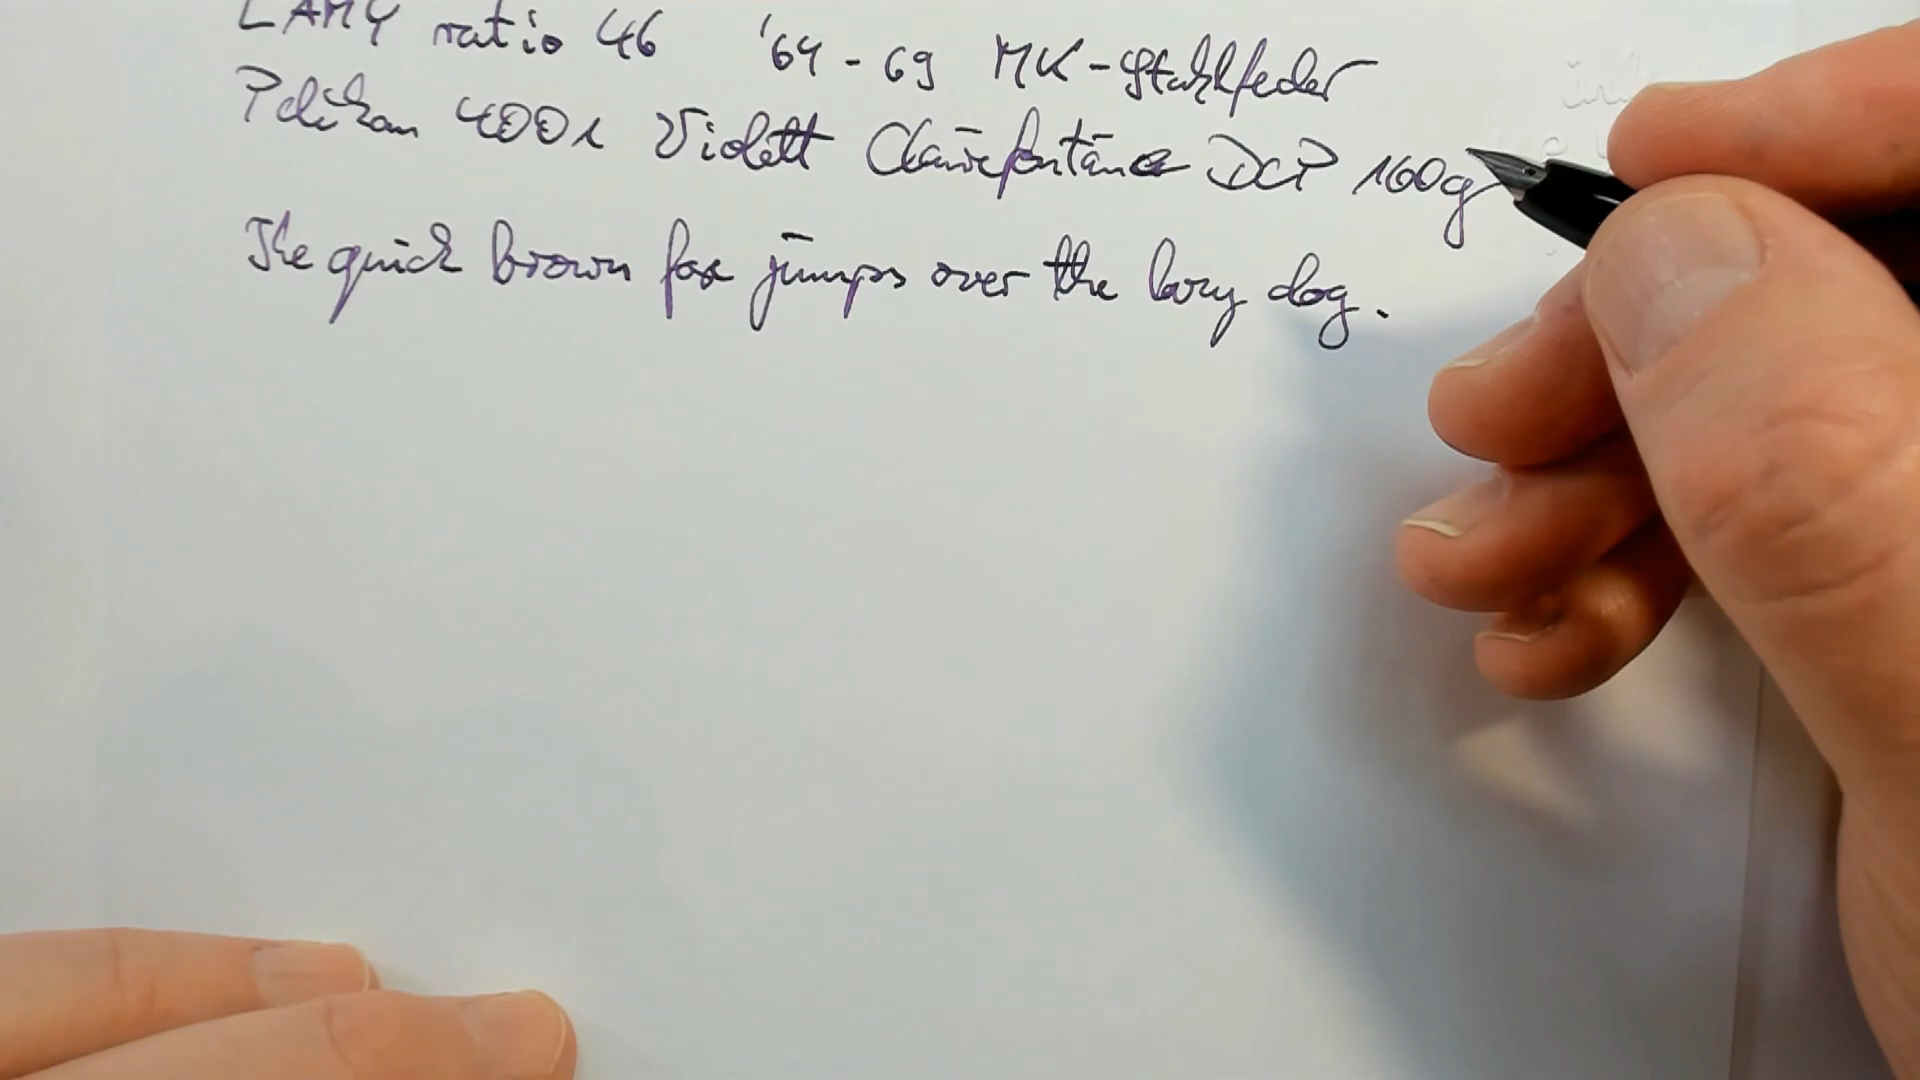 LAMY ratio 46 '64 - 69 MK-Stahlfeder
Pelikan 4001 Violett Clairefontaine DCP 160g
The quick brown fox jumps over the lazy dog.